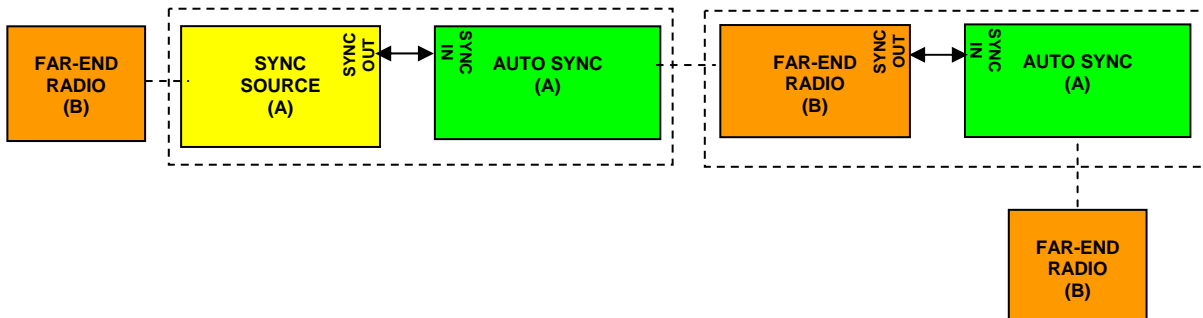 FAR-END
RADIO
(B)
SYNC
SOURCE
(A)
SYNC
OUT
SYNC
IN
AUTO SYNC
(A)
FAR-END
RADIO
(B)
SYNC
OUT
SYNC
IN
AUTO SYNC
(A)
FAR-END
RADIO
(B)